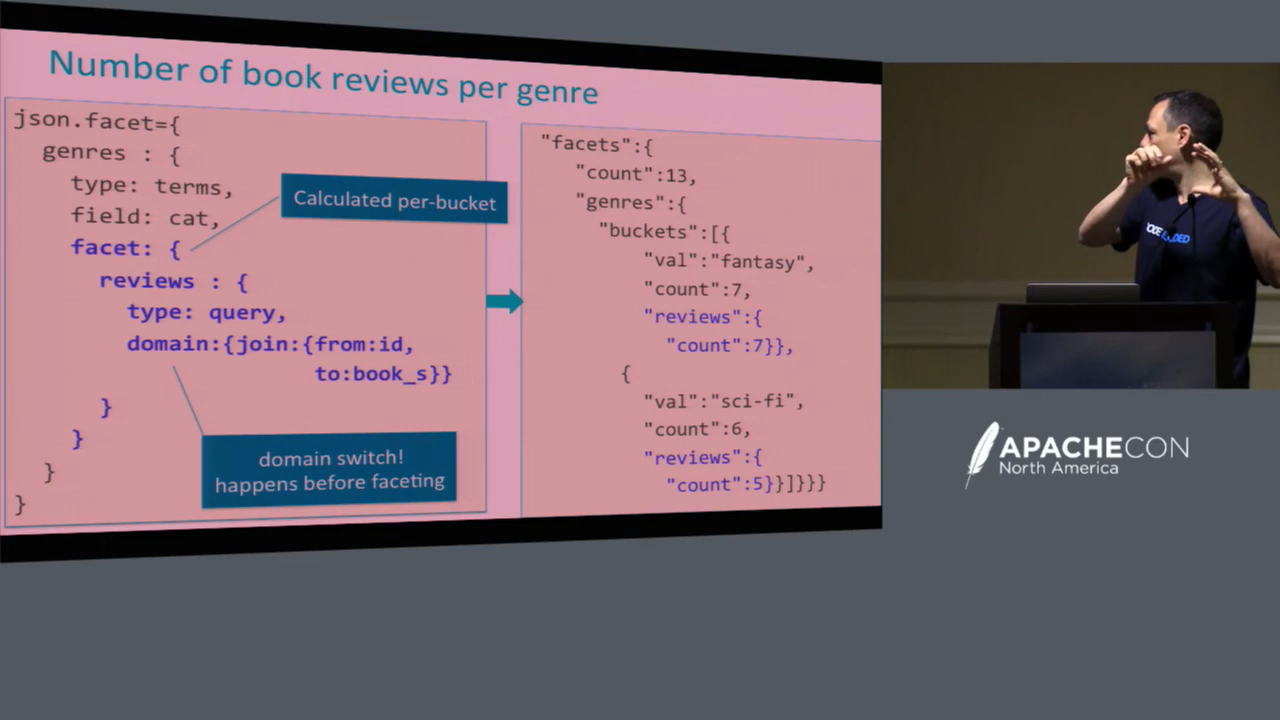 Number of book reviews per genre
json.facet={
genres : {
type: terms,
field: cat,
facet: {
reviews : {
type: query,
domain:{join:{from:id,
to:book_s}}
}
}
}
}
Calculated per-bucket
domain switch!
happens before faceting
"facets":{
"count":13,
"genres":{
"buckets":[{
"val":"fantasy",
"count":7,
"reviews":{
"count":7}},
{
"val":"sci-fi",
"count":6,
"reviews":{
"count":5}}]}}}
APACHECON
North America